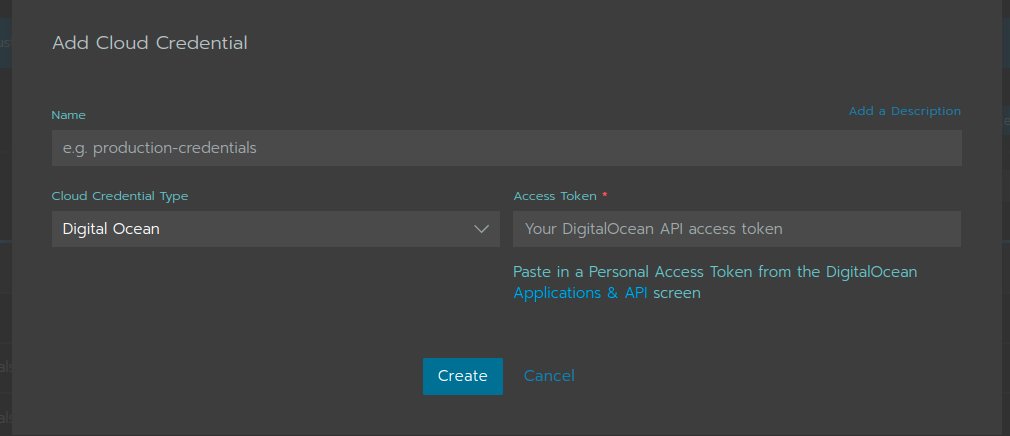 Add Cloud Credential
Name
Add a Description
e.g. production-credentials
Cloud Credential Type
Access Token *
Digital Ocean
Your DigitalOcean API access token
Paste in a Personal Access Token from the DigitalOcean
Applications & API screen
Create
Cancel